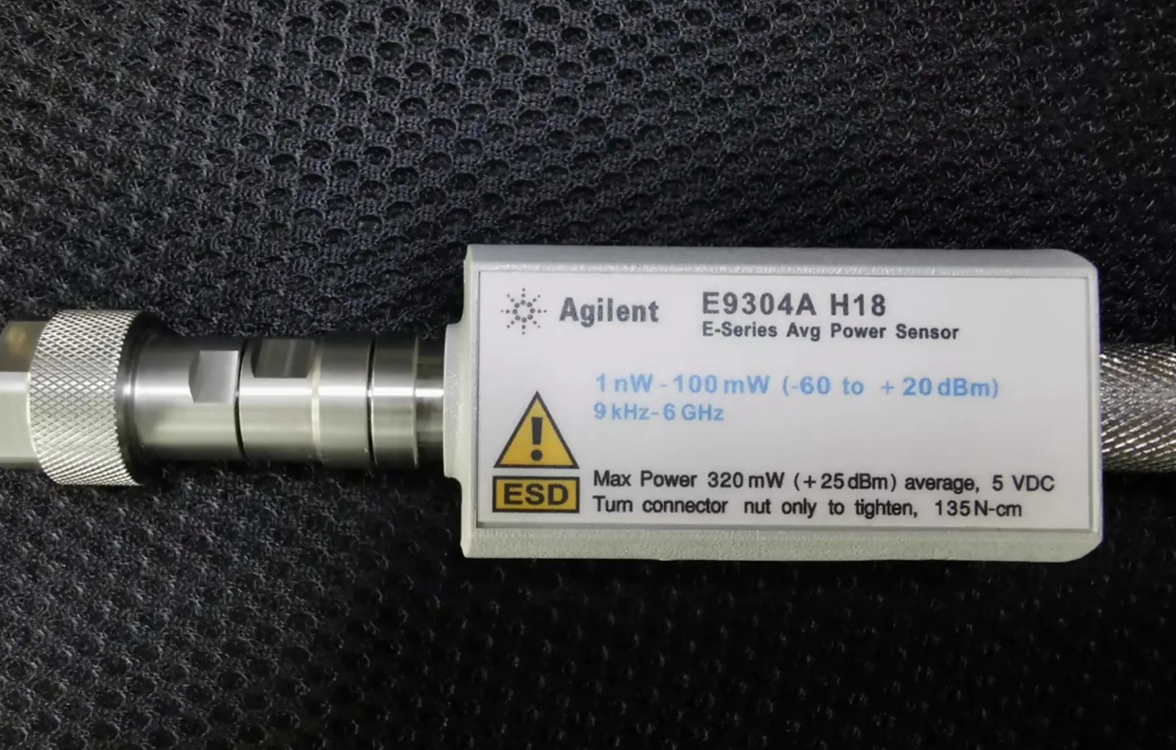 Agilent E9304A H18
E-Series Avg Power Sensor
1 nW - 100 mW (-60 to + 20 dBm)
9 kHz - 6 GHz
ESD
Max Power 320 mW (+ 25 dBm) average, 5 VDC
Turn connector nut only to tighten, 135 N-cm